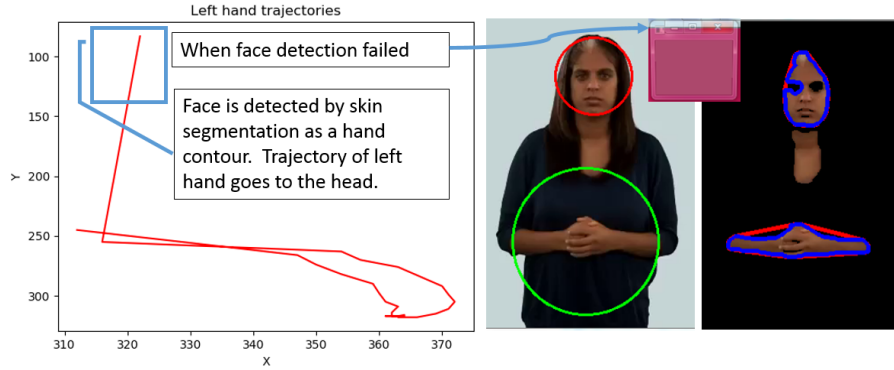 Left hand trajectories
When face detection failed
Face is detected by skin
segmentation as a hand
contour. Trajectory of left
hand goes to the head.
Y
100
150
200
250
300
310
320
330
340
350
360
370
X